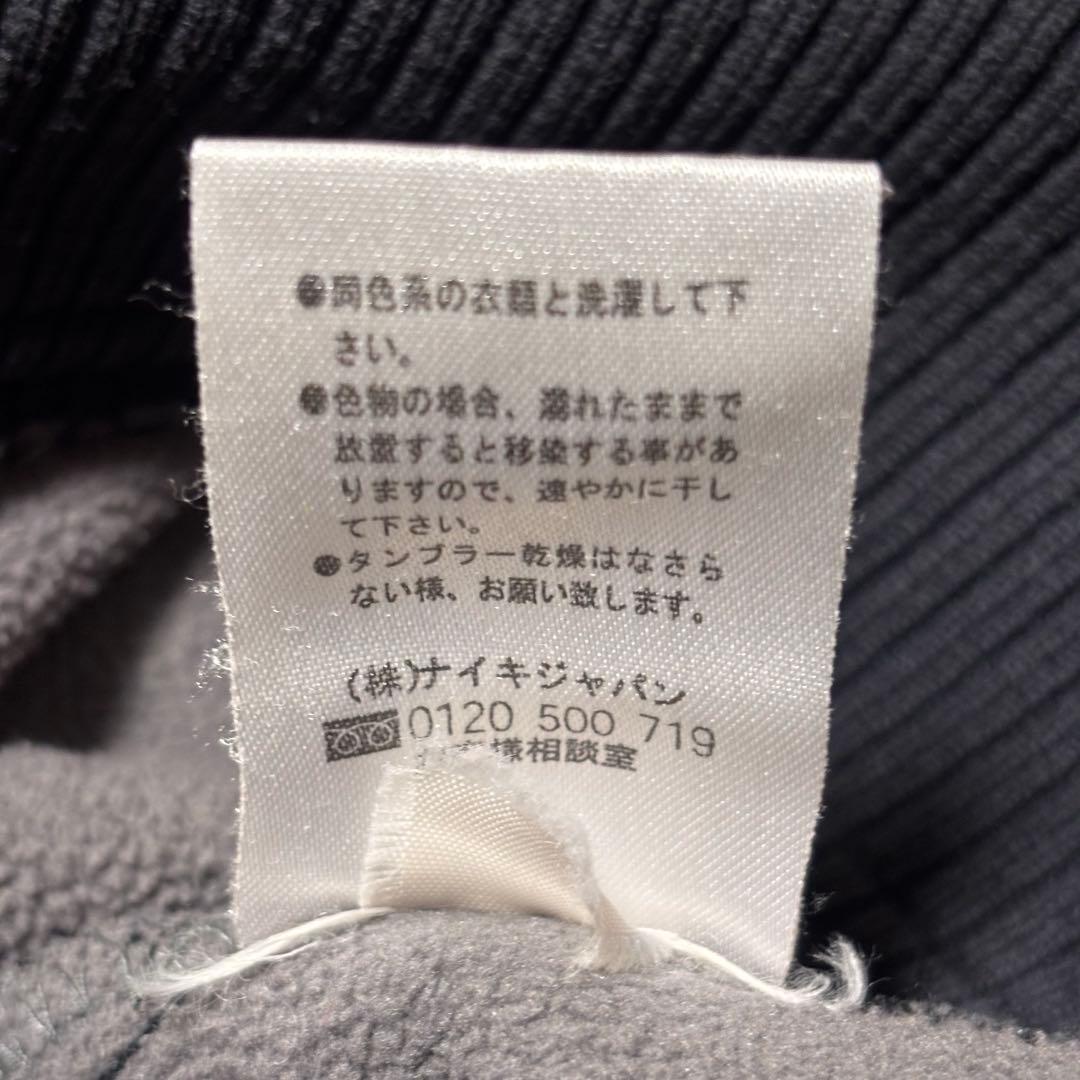 ●同色系の衣類と洗濯して下
さい。
●色物の場合、濡れたままで
放置すると移染する事があ
りますので、速やかに干し
て下さい。
●タンブラー乾燥はなさら
ない様、お願い致します。
(株)ナイキジャパン
0120 500 719
様相談室